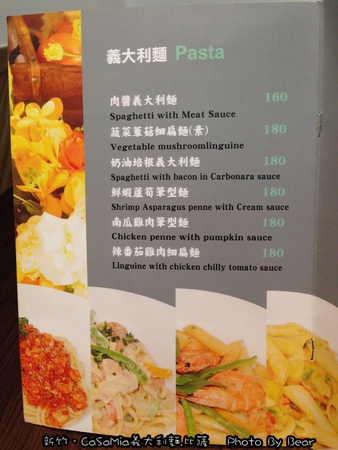 義大利麵 Pasta
肉醬義大利麵 160
Spaghetti with Meat Sauce
蔬菜蕈菇細扁麵(素) 180
Vegetable mushroomlinguine
奶油培根義大利麵 180
Spaghetti with bacon in Carbonara sauce
鮮蝦蘆筍筆型麵 180
Shrimp Asparagus penne with Cream sauce
南瓜雞肉筆型麵 180
Chicken penne with pumpkin sauce
辣番茄雞肉細扁麵 180
Linguine with chicken chilly tomato sauce
新竹·CaSaMia義大利麵比薩 Photo By Bear